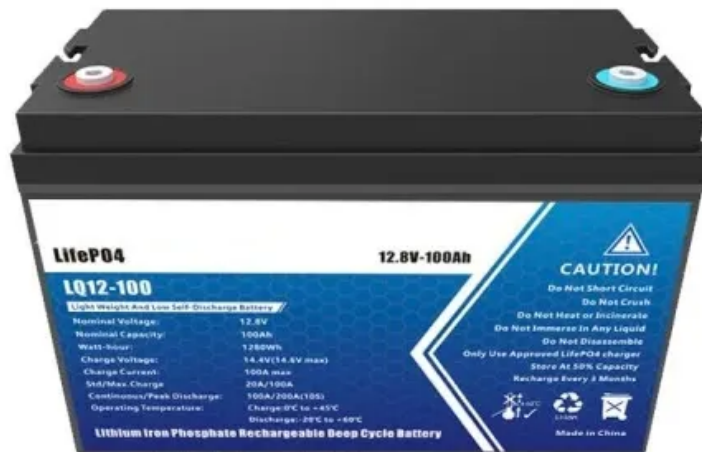 LifePO4
12.8V-100Ah
LQ12-100
Light Weight And Low Self-Discharge Battery
Nominal Voltage: 12.8V
Nominal Capacity: 100Ah
Watt-hour: 1280Wh
Charge Voltage: 14.4V(14.6V max)
Charge Current: 100A max
Std/Max.Charge 20A/100A
Continuous/Peak Discharge: 100A/200A(10S)
Operating Temperature: Charge:0℃ to +45℃
Discharge:-20℃ to +60℃
Lithium Iron Phosphate Rechargeable Deep Cycle Battery
CAUTION!
Do Not Short Circuit
Do Not Crush
Do Not Heat or Incinerate
Do Not Immerse In Any Liquid
Do Not Disassemble
Only Use Approved LifePO4 charger
Store At 50% Capacity
Recharge Every 3 Months
Made in China